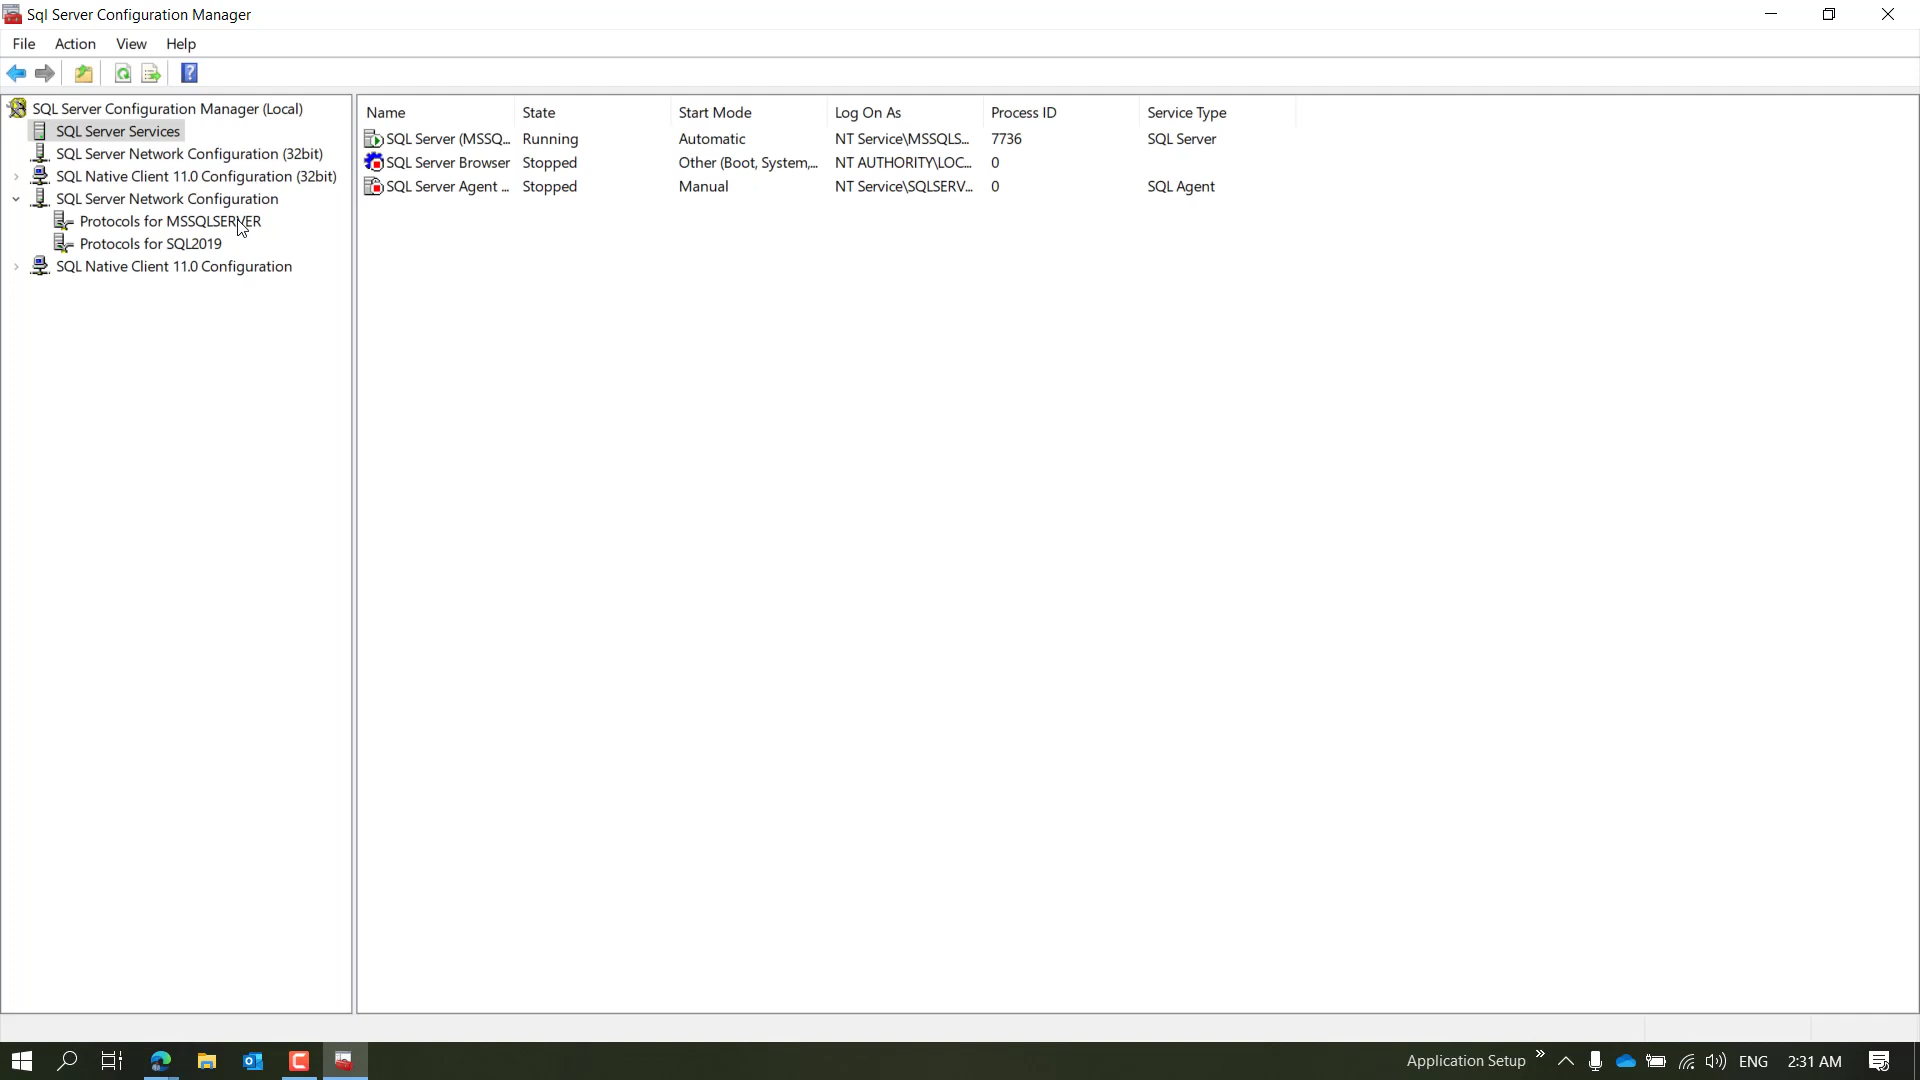 Sql Server Configuration Manager
File Action View Help
SQL Server Configuration Manager (Local)
SQL Server Services
SQL Server Network Configuration (32bit)
SQL Native Client 11.0 Configuration (32bit)
SQL Server Network Configuration
Protocols for MSSQLSERVER
Protocols for SQL2019
SQL Native Client 11.0 Configuration
Name State Start Mode Log On As Process ID Service Type
SQL Server (MSSQ... Running Automatic NT Service\MSSQLS... 7736 SQL Server
SQL Server Browser Stopped Other (Boot, System,... NT AUTHORITY\LOC... 0
SQL Server Agent ... Stopped Manual NT Service\SQLSERV... 0 SQL Agent
Application Setup » ENG 2:31 AM